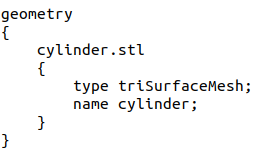 geometry
{
    cylinder.stl
    {
        type triSurfaceMesh;
        name cylinder;
    }
}